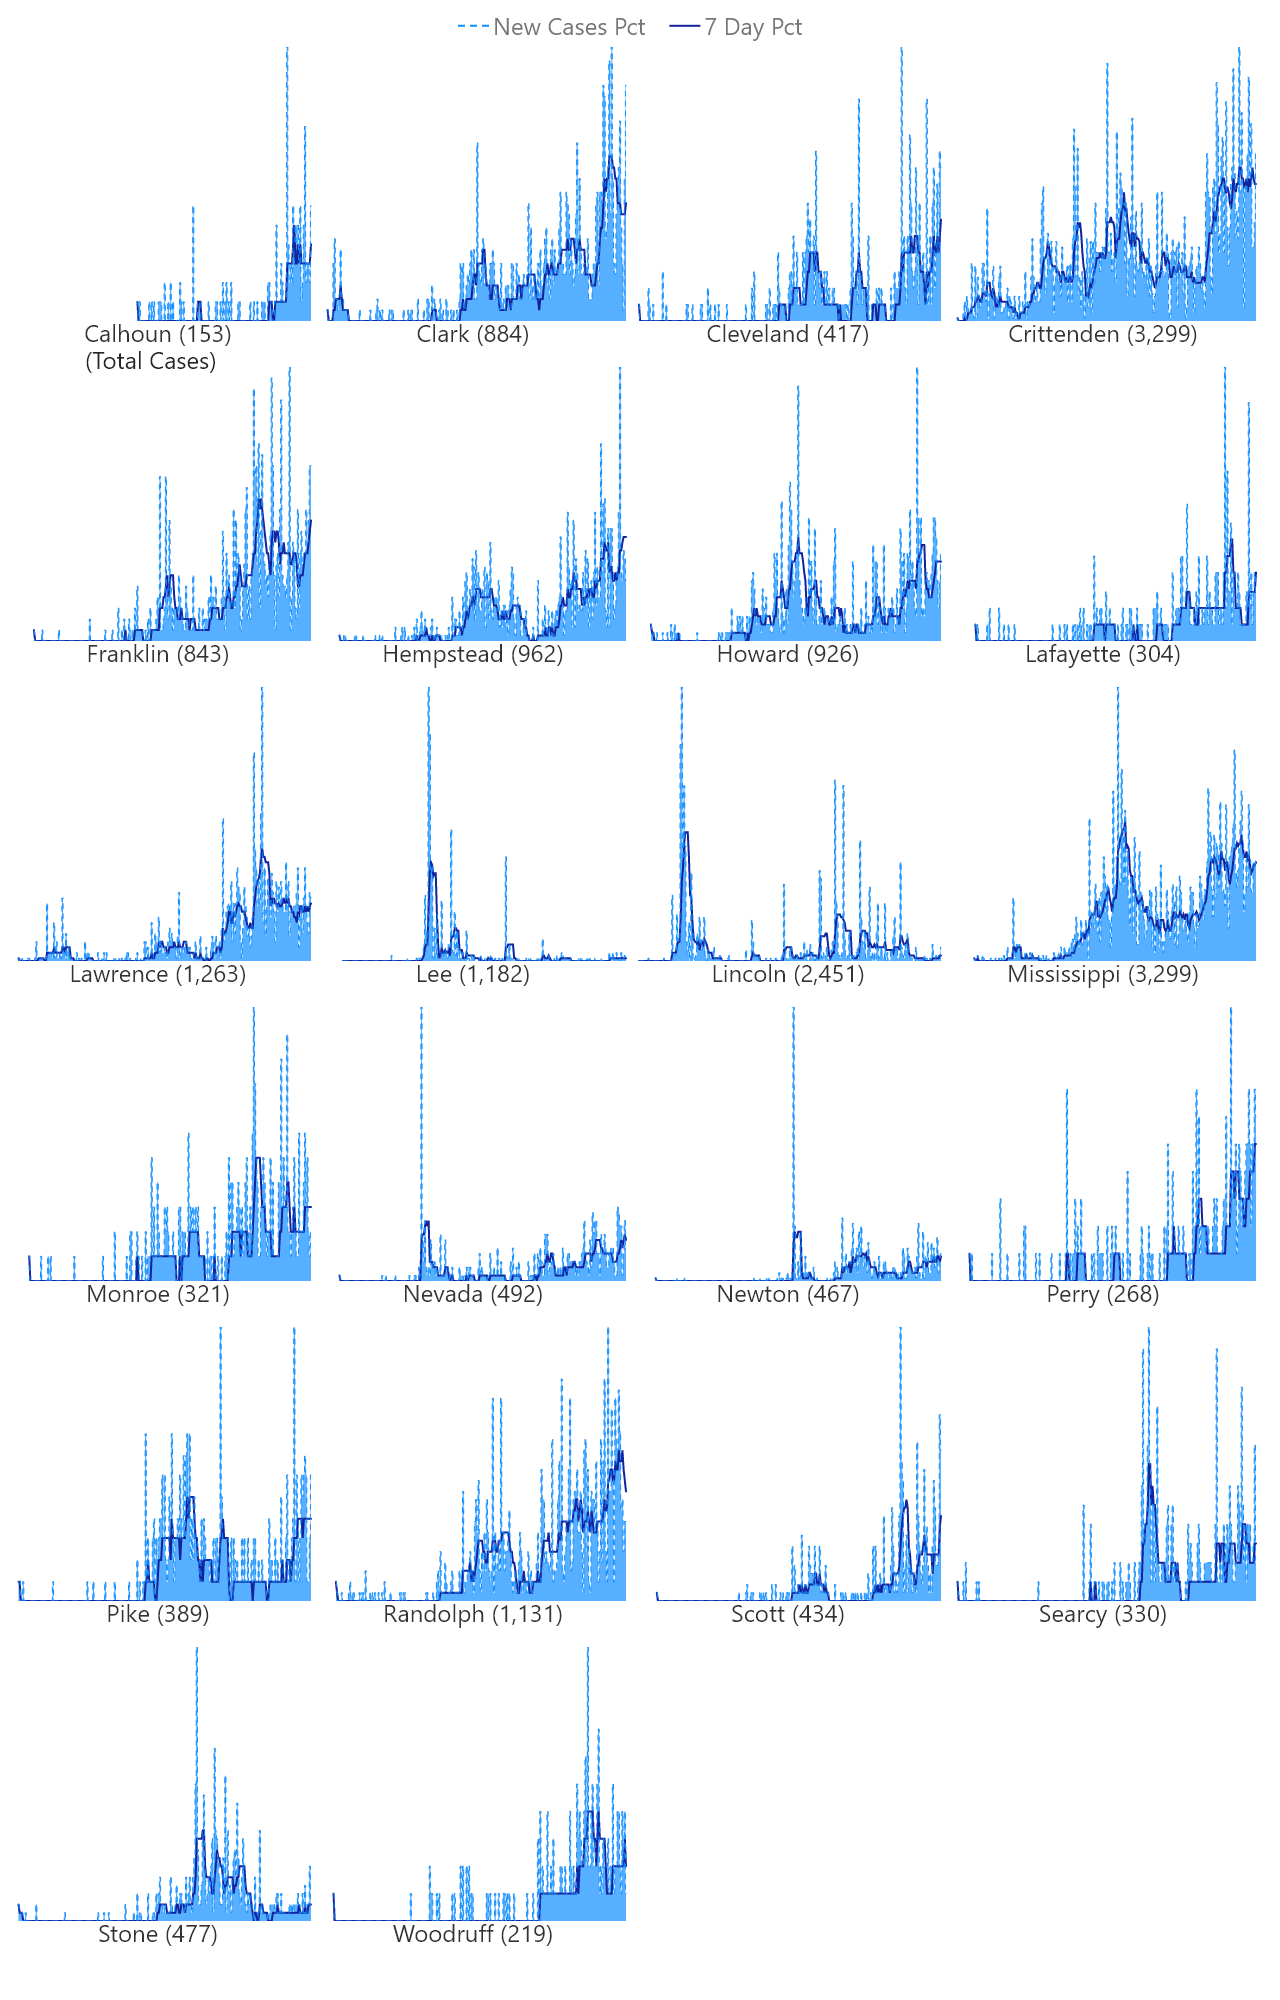 New Cases Pct 7 Day Pct
Calhoun (153)
(Total Cases)
Clark (884)
Cleveland (417)
Crittenden (3,299)
Franklin (843)
Hempstead (962)
Howard (926)
Lafayette (304)
Lawrence (1,263)
Lee (1,182)
Lincoln (2,451)
Mississippi (3,299)
Monroe (321)
Nevada (492)
Newton (467)
Perry (268)
Pike (389)
Randolph (1,131)
Scott (434)
Searcy (330)
Stone (477)
Woodruff (219)